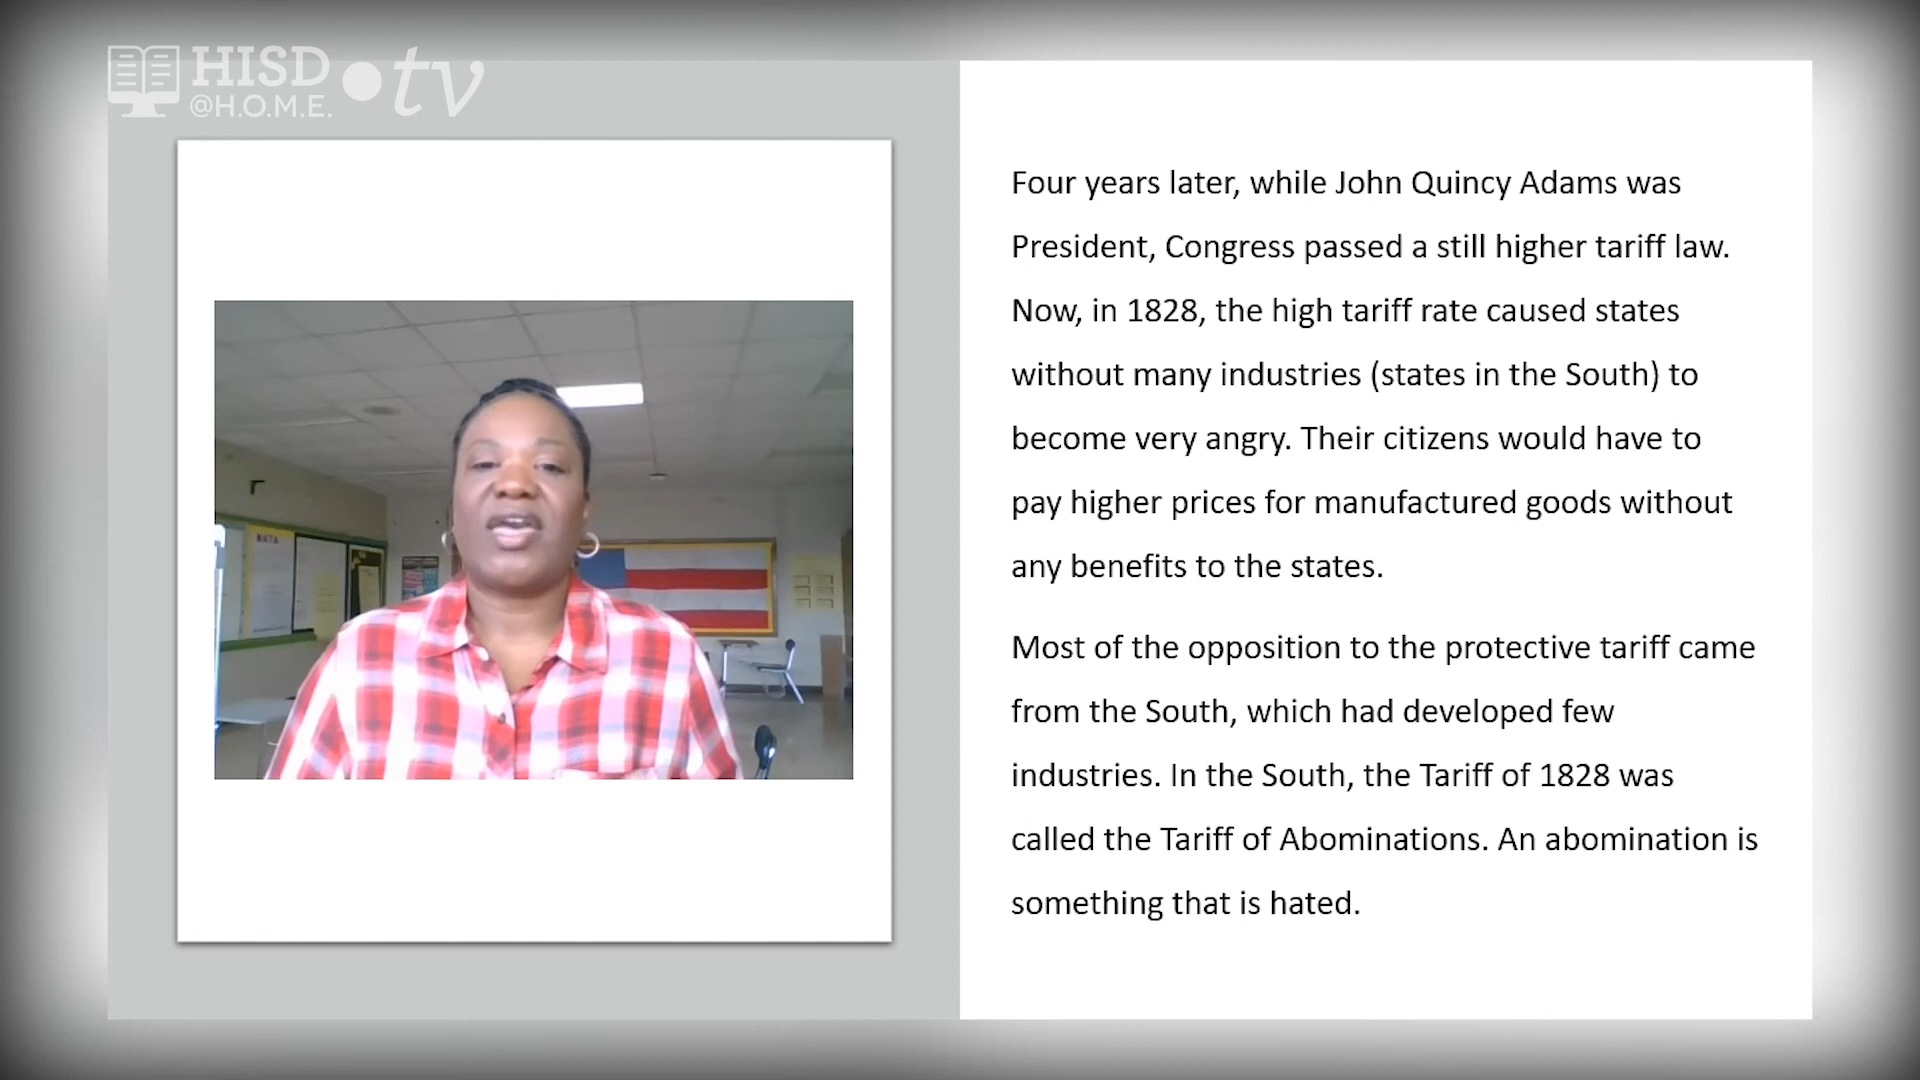 HISD
@H.O.M.E.
tv
Four years later, while John Quincy Adams was
President, Congress passed a still higher tariff law.
Now, in 1828, the high tariff rate caused states
without many industries (states in the South) to
become very angry. Their citizens would have to
pay higher prices for manufactured goods without
any benefits to the states.
Most of the opposition to the protective tariff came
from the South, which had developed few
industries. In the South, the Tariff of 1828 was
called the Tariff of Abominations. An abomination is
something that is hated.